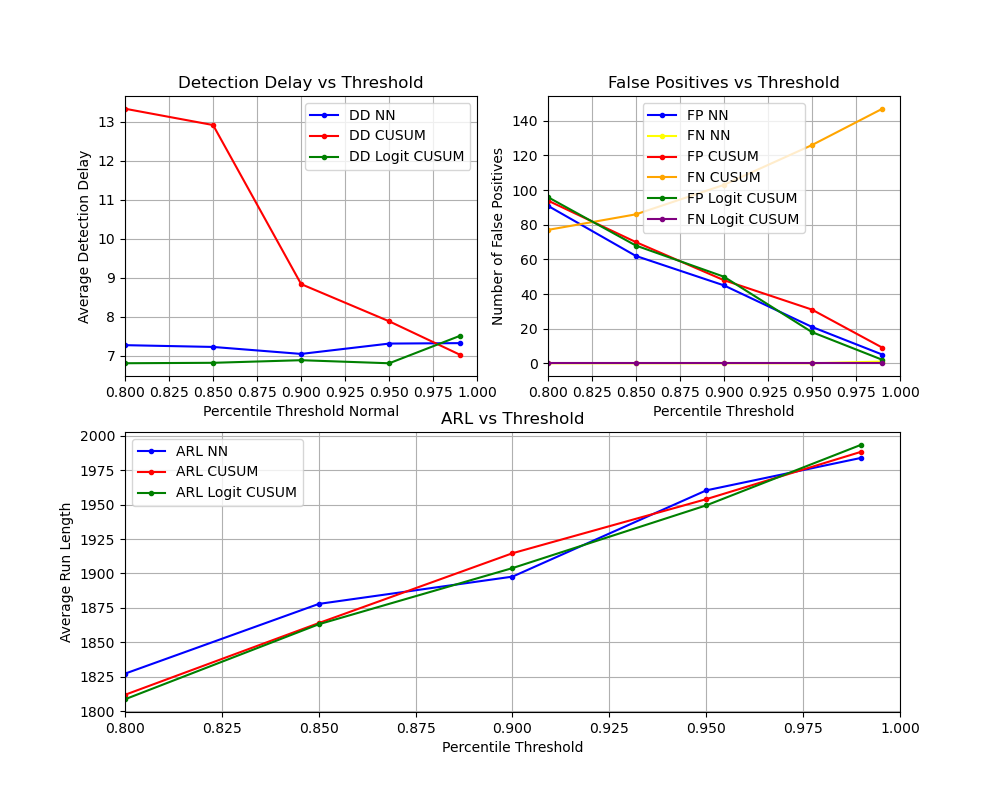 Detection Delay vs Threshold
Average Detection Delay
13
12
11
10
9
8
7
DD NN
DD CUSUM
DD Logit CUSUM
0.800 0.825 0.850 0.875 0.900 0.925 0.950 0.975 1.000
Percentile Threshold Normal
False Positives vs Threshold
Number of False Positives
140
120
100
80
60
40
20
0
FP NN
FN NN
FP CUSUM
FN CUSUM
FP Logit CUSUM
FN Logit CUSUM
0.800 0.825 0.850 0.875 0.900 0.925 0.950 0.975 1.000
Percentile Threshold
ARL vs Threshold
Average Run Length
2000
1975
1950
1925
1900
1875
1850
1825
1800
ARL NN
ARL CUSUM
ARL Logit CUSUM
0.800 0.825 0.850 0.875 0.900 0.925 0.950 0.975 1.000
Percentile Threshold